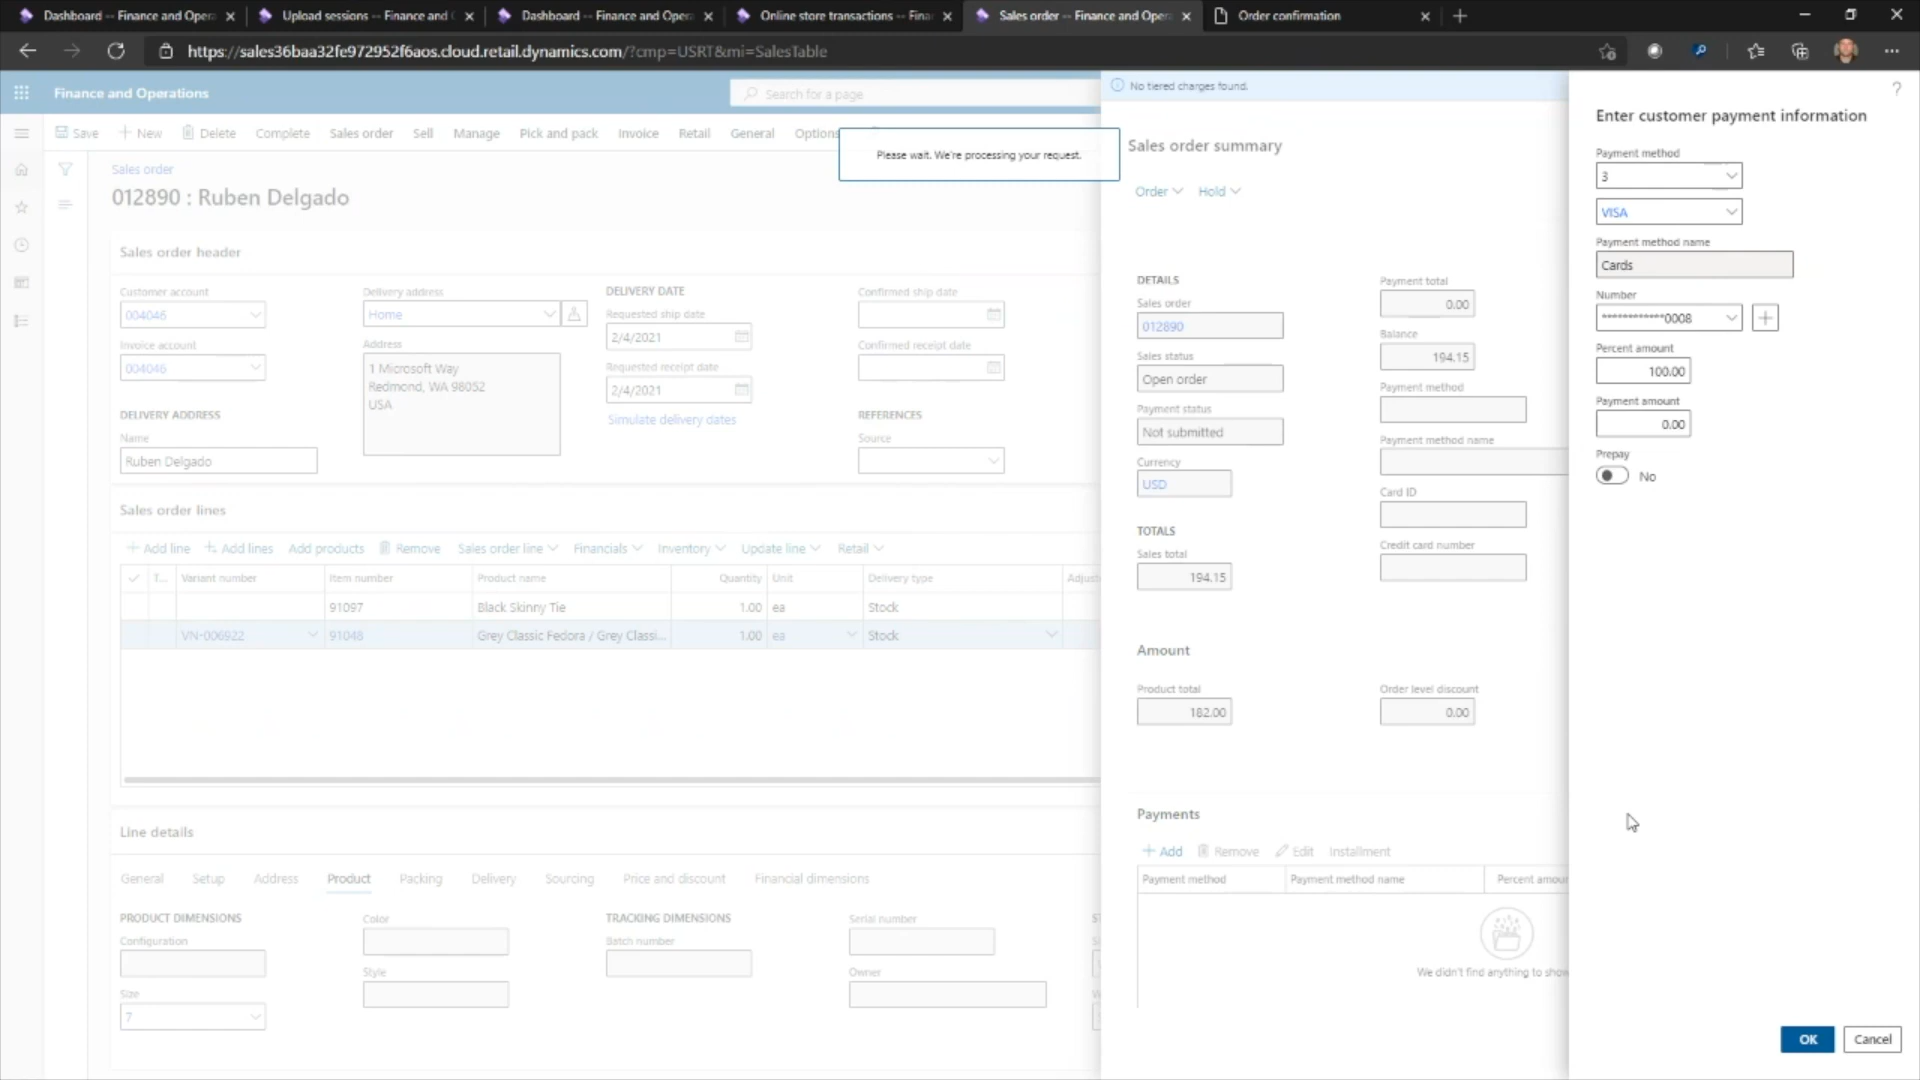 Dashboard -- Finance and Opera
Upload sessions -- Finance and
Dashboard -- Finance and Opera
Online store transactions -- Finan
Sales order -- Finance and Opera
Order confirmation
https://sales36baa32fe972952f6aos.cloud.retail.dynamics.com/?cmp=USRT&mi=SalesTable
Finance and Operations
Search for a page
No tiered charges found.
?
Save
New
Delete
Complete
Sales order
Sell
Manage
Pick and pack
Invoice
Retail
General
Options
Please wait. We're processing your request.
Sales order
012890 : Ruben Delgado
Sales order header
Customer account
004046
Invoice account
004046
DELIVERY ADDRESS
Name
Ruben Delgado
Delivery address
Home
Address
1 Microsoft Way
Redmond, WA 98052
USA
DELIVERY DATE
Requested ship date
2/4/2021
Requested receipt date
2/4/2021
Simulate delivery dates
Confirmed ship date
Confirmed receipt date
REFERENCES
Source
Sales order lines
Add line
Add lines
Add products
Remove
Sales order line
Financials
Inventory
Update line
Retail
T... Variant number Item number Product name Quantity Unit Delivery type Adjust
91097 Black Skinny Tie 1.00 ea Stock
VN-006922 91048 Grey Classic Fedora / Grey Classi... 1.00 ea Stock
Line details
General
Setup
Address
Product
Packing
Delivery
Sourcing
Price and discount
Financial dimensions
PRODUCT DIMENSIONS
Configuration
Size
7
Color
Style
TRACKING DIMENSIONS
Batch number
Serial number
Owner
Sales order summary
Order
Hold
DETAILS
Sales order
012890
Sales status
Open order
Payment status
Not submitted
Currency
USD
TOTALS
Sales total
194.15
Payment total
0.00
Balance
194.15
Payment method
Payment method name
Card ID
Credit card number
Amount
Product total
182.00
Order level discount
0.00
Payments
Add
Remove
Edit
Installment
Payment method Payment method name Percent amour
We didn't find anything to show
Enter customer payment information
Payment method
3
VISA
Payment method name
Cards
Number
************0008
Percent amount
100.00
Payment amount
0.00
Prepay
No
OK
Cancel